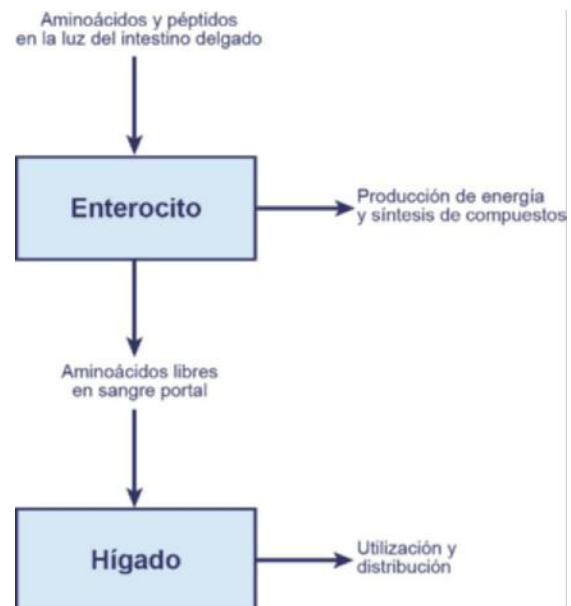 Aminoácidos y péptidos
en la luz del intestino delgado
Enterocito
Producción de energía
y síntesis de compuestos
Aminoácidos libres
en sangre portal
Hígado
Utilización y
distribución